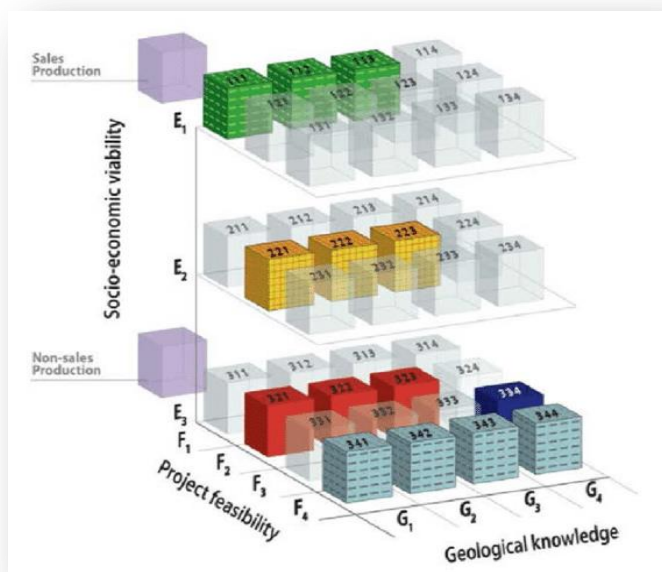 Sales
Production
Socio-economic viability
E1
111 112 113 114
121 122 123 124
131 132 133 134
E2
211 212 213 214
221 222 223 224
231 232 233 234
Non-sales
Production
E3
311 312 313 314
321 322 323 324
331 332 333 334
341 342 343 344
F1
F2
F3
F4
Project feasibility
G1
G2
G3
G4
Geological knowledge